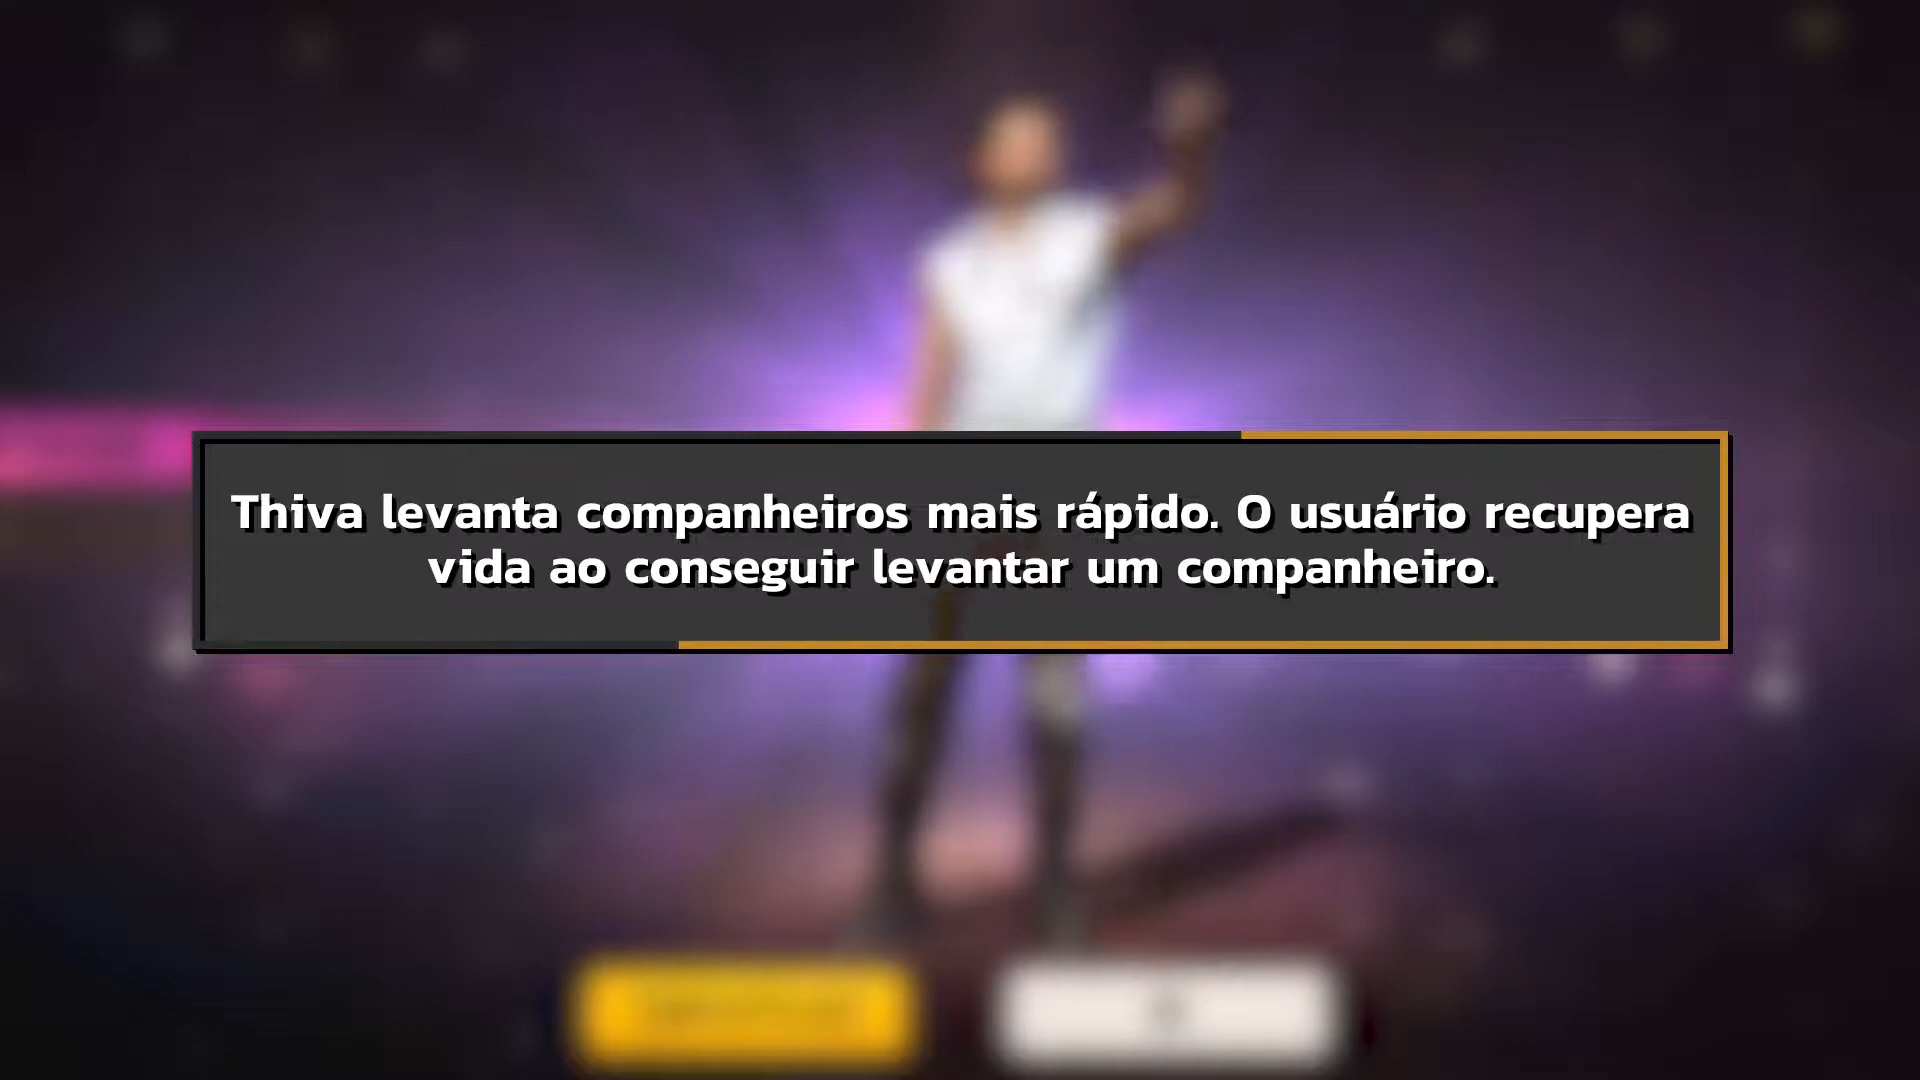 Thiva levanta companheiros mais rápido. O usuário recupera
vida ao conseguir levantar um companheiro.